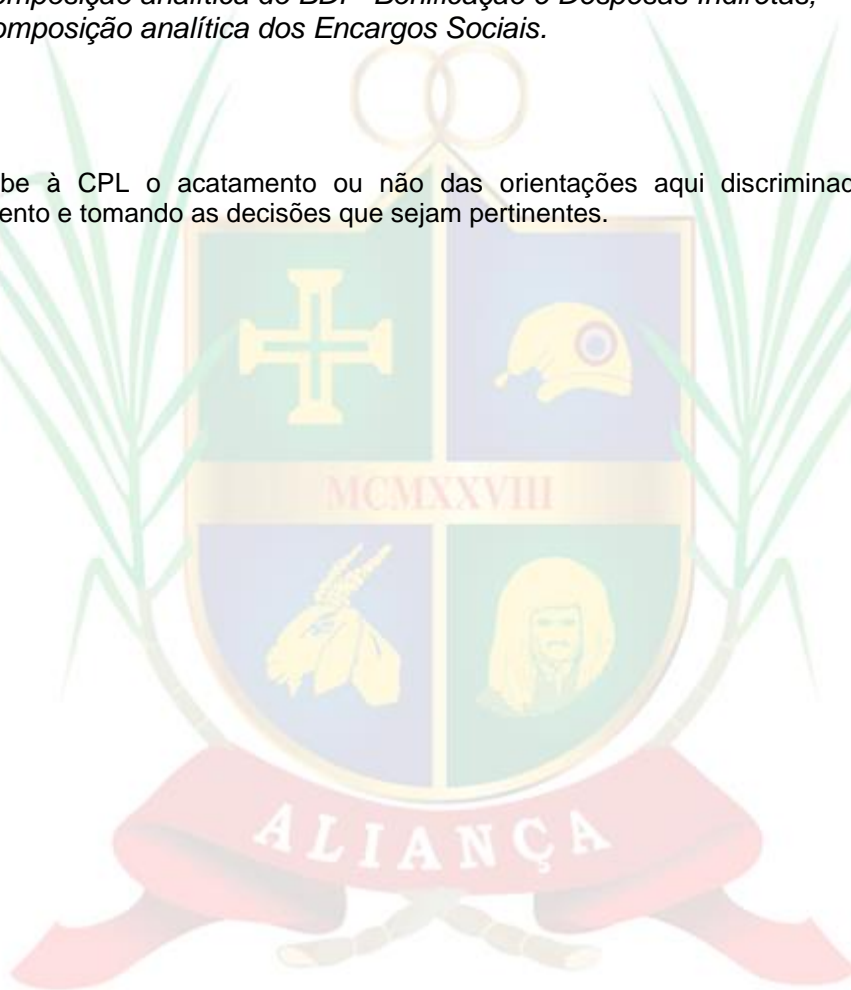 omposição analítica do BDI - Bonificação e Despesas Indiretas;
omposição analítica dos Encargos Sociais.
be à CPL o acatamento ou não das orientações aqui discriminad
ento e tomando as decisões que sejam pertinentes.
MCMXXVIII
ALIANÇA